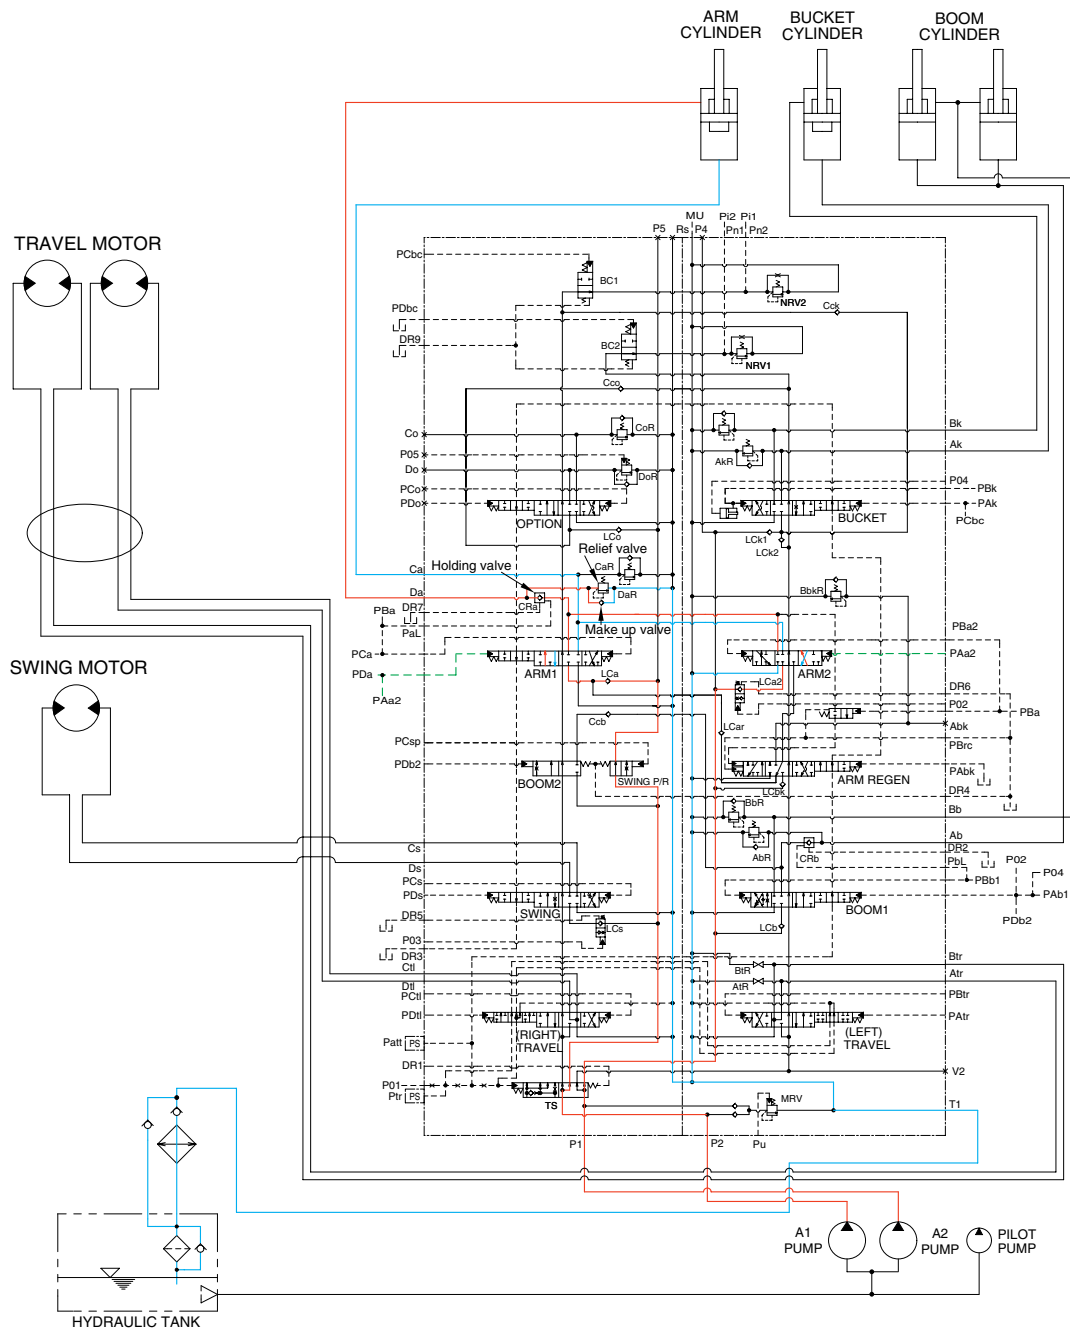 ARM
CYLINDER
BUCKET
CYLINDER
BOOM
CYLINDER
TRAVEL MOTOR
SWING MOTOR
P5
Rs
MU
P4
Pi2
Pn1
Pi1
Pn2
PCbc
BC1
NRV2
Cck
PDbc
DR9
BC2
NRV1
Cco
Co
CoR
Bk
Ak
P05
Do
DoR
AkR
PCo
PDo
OPTION
P04
PBk
PAk
PCbc
BUCKET
LCo
LCk1
LCk2
Relief valve
Holding valve
Ca
CaR
Da
CRa
DaR
BbkR
DR7
PBa
PaL
Make up valve
PBa2
PCa
PDa
PAa2
ARM1
ARM2
PAa2
LCa
LCa2
DR6
P02
PBa
Ccb
LCar
Abk
PCsp
PBrc
PDb2
BOOM2
SWING P/R
ARM REGEN
PAbk
LCbk
DR4
BbR
Bb
AbR
Ab
CRb
DR2
PbL
P02
P04
Cs
Ds
PCs
PDs
SWING
PBb1
PAb1
PDb2
BOOM1
DR5
LCs
P03
DR3
LCb
Ctl
Btr
BtR
Atr
AtR
Dtl
PCtl
PBtr
PDtl
PAtr
(RIGHT)
TRAVEL
(LEFT)
TRAVEL
Patt
PS
DR1
P01
Ptr
PS
TS
V2
MRV
T1
P1
P2
Pu
A1
PUMP
A2
PUMP
PILOT
PUMP
HYDRAULIC TANK